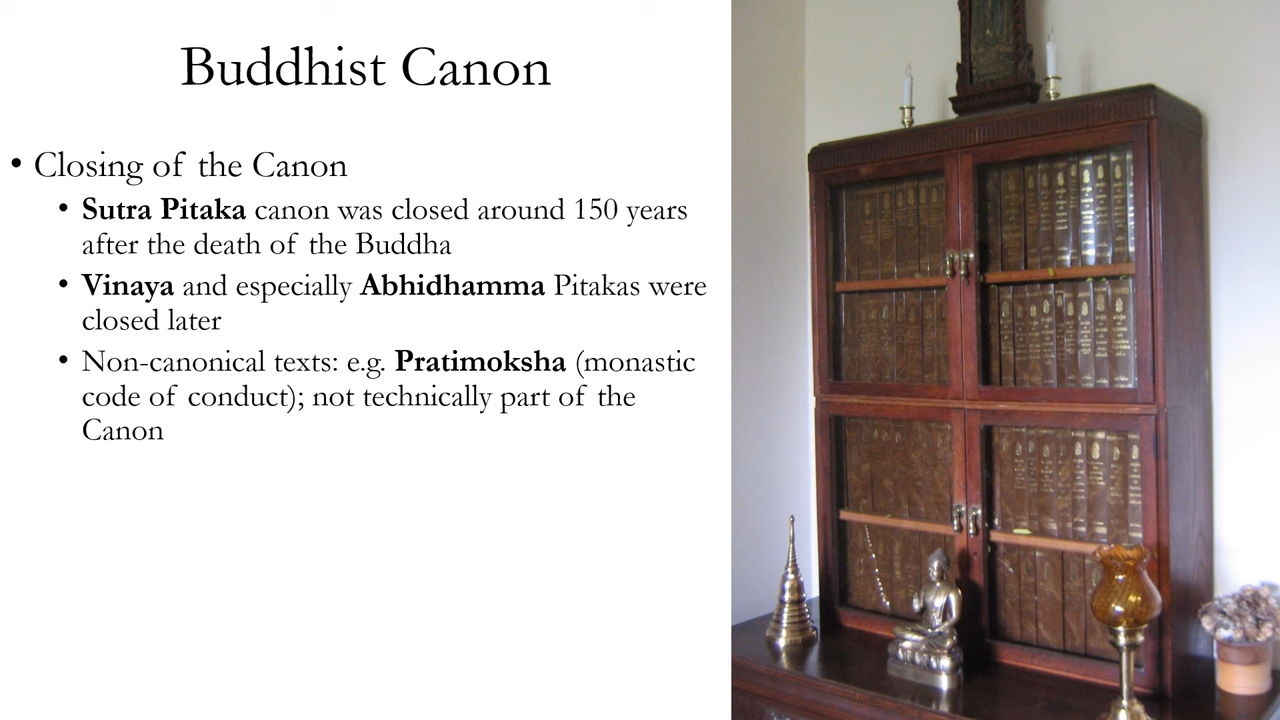 Buddhist Canon
• Closing of the Canon
• Sutra Pitaka canon was closed around 150 years
after the death of the Buddha
• Vinaya and especially Abhidhamma Pitakas were
closed later
• Non-canonical texts: e.g. Pratimoksha (monastic
code of conduct); not technically part of the
Canon